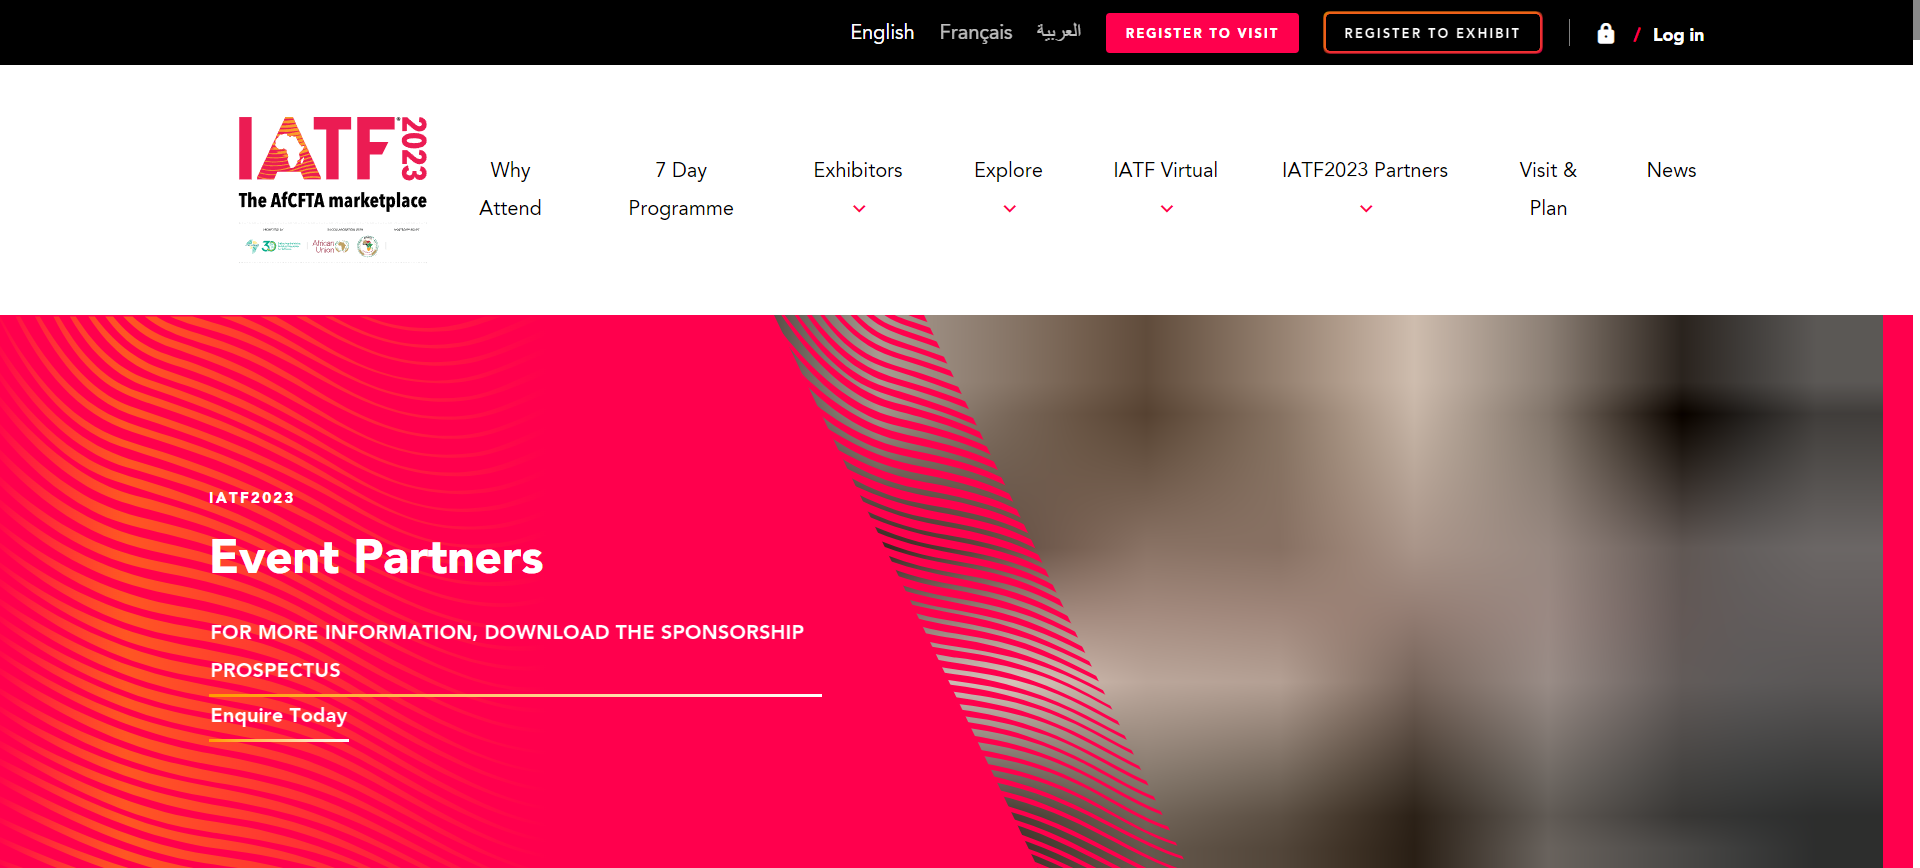 English Français العربية REGISTER TO VISIT REGISTER TO EXHIBIT / Log in
IATF 2023
The AfCFTA marketplace
African
Union
Why Attend
7 Day Programme
Exhibitors
Explore
IATF Virtual
IATF2023 Partners
Visit & Plan
News
IATF2023
Event Partners
FOR MORE INFORMATION, DOWNLOAD THE SPONSORSHIP
PROSPECTUS
Enquire Today